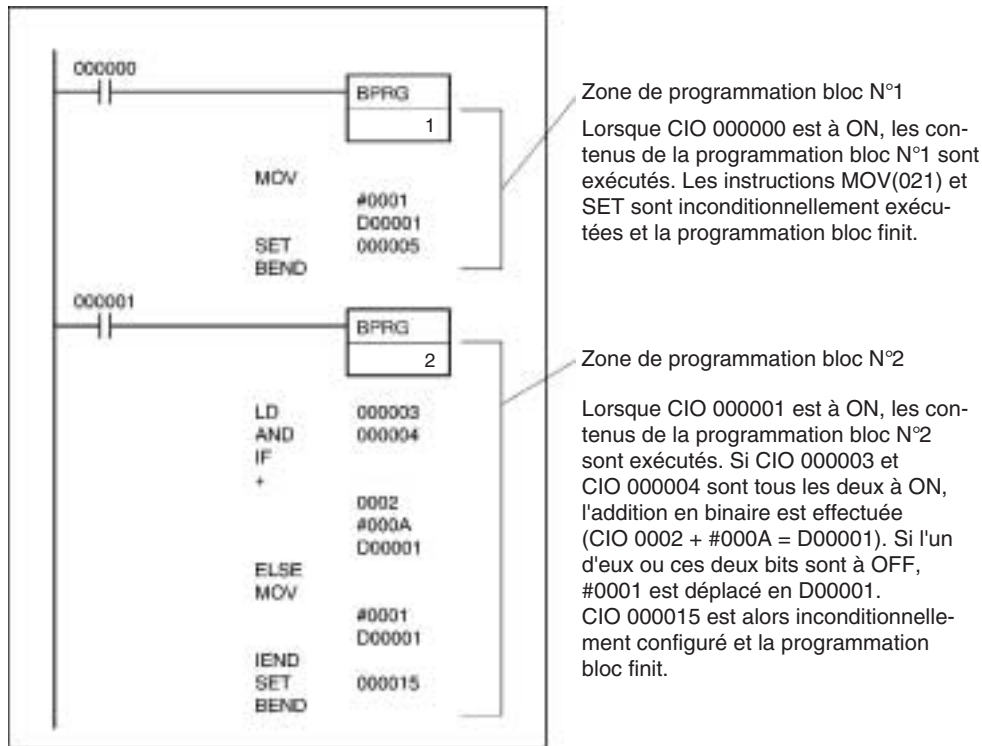 000000
BPRG
1
MOV
#0001
D00001
SET 000005
BEND
Zone de programmation bloc N°1
Lorsque CIO 000000 est à ON, les con-
tenus de la programmation bloc N°1 sont
exécutés. Les instructions MOV(021) et
SET sont inconditionnellement exécu-
tées et la programmation bloc finit.
000001
BPRG
2
LD 000003
AND 000004
IF
+
0002
#000A
D00001
ELSE
MOV
#0001
D00001
IEND
SET 000015
BEND
Zone de programmation bloc N°2
Lorsque CIO 000001 est à ON, les con-
tenus de la programmation bloc N°2
sont exécutés. Si CIO 000003 et
CIO 000004 sont tous les deux à ON,
l'addition en binaire est effectuée
(CIO 0002 + #000A = D00001). Si l'un
d'eux ou ces deux bits sont à OFF,
#0001 est déplacé en D00001.
CIO 000015 est alors inconditionnelle-
ment configuré et la programmation
bloc finit.